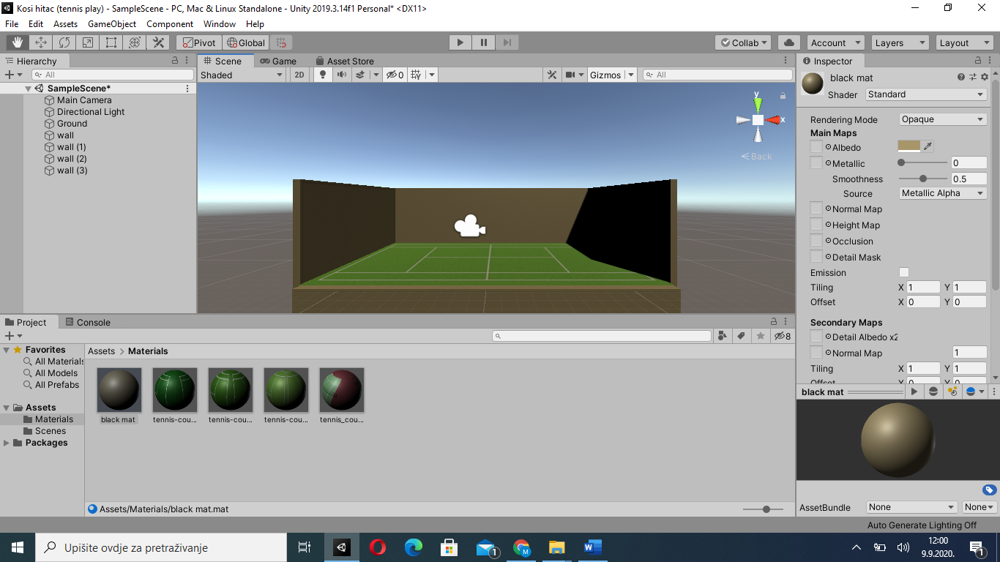 Kosi hitac (tennis play) - SampleScene - PC, Mac & Linux Standalone - Unity 2019.3.14f1 Personal* <DX11>
File Edit Assets GameObject Component Window Help
Pivot Global Collab Account Layers Layout
Hierarchy
All
SampleScene*
Main Camera
Directional Light
Ground
wall
wall (1)
wall (2)
wall (3)
Scene Game Asset Store
Shaded 2D 0 Gizmos All
y
x
Back
Inspector
black mat
Shader Standard
Rendering Mode Opaque
Main Maps
Albedo
Metallic 0
Smoothness 0.5
Source Metallic Alpha
Normal Map
Height Map
Occlusion
Detail Mask
Emission
Tiling X 1 Y 1
Offset X 0 Y 0
Secondary Maps
Detail Albedo x2
Normal Map 1
Tiling X 1 Y 1
Offset X 0 Y 0
black mat
AssetBundle None None
Project Console
8
Favorites
All Materials
All Models
All Prefabs
Assets
Materials
Scenes
Packages
Assets > Materials
black mat tennis-cou... tennis-cou... tennis-cou... tennis_cou...
Assets/Materials/black mat.mat
Auto Generate Lighting Off
Upišite ovdje za pretraživanje
1
M
W
12:00
9.9.2020.
1